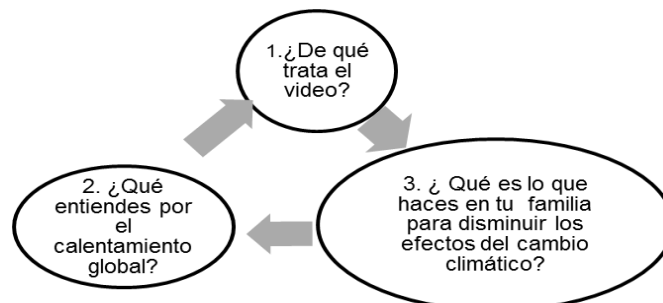 1.¿De qué
trata el
video?
2. ¿Qué
entiendes por
el
calentamiento
global?
3. ¿ Qué es lo que
haces en tu familia
para disminuir los
efectos del cambio
climático?